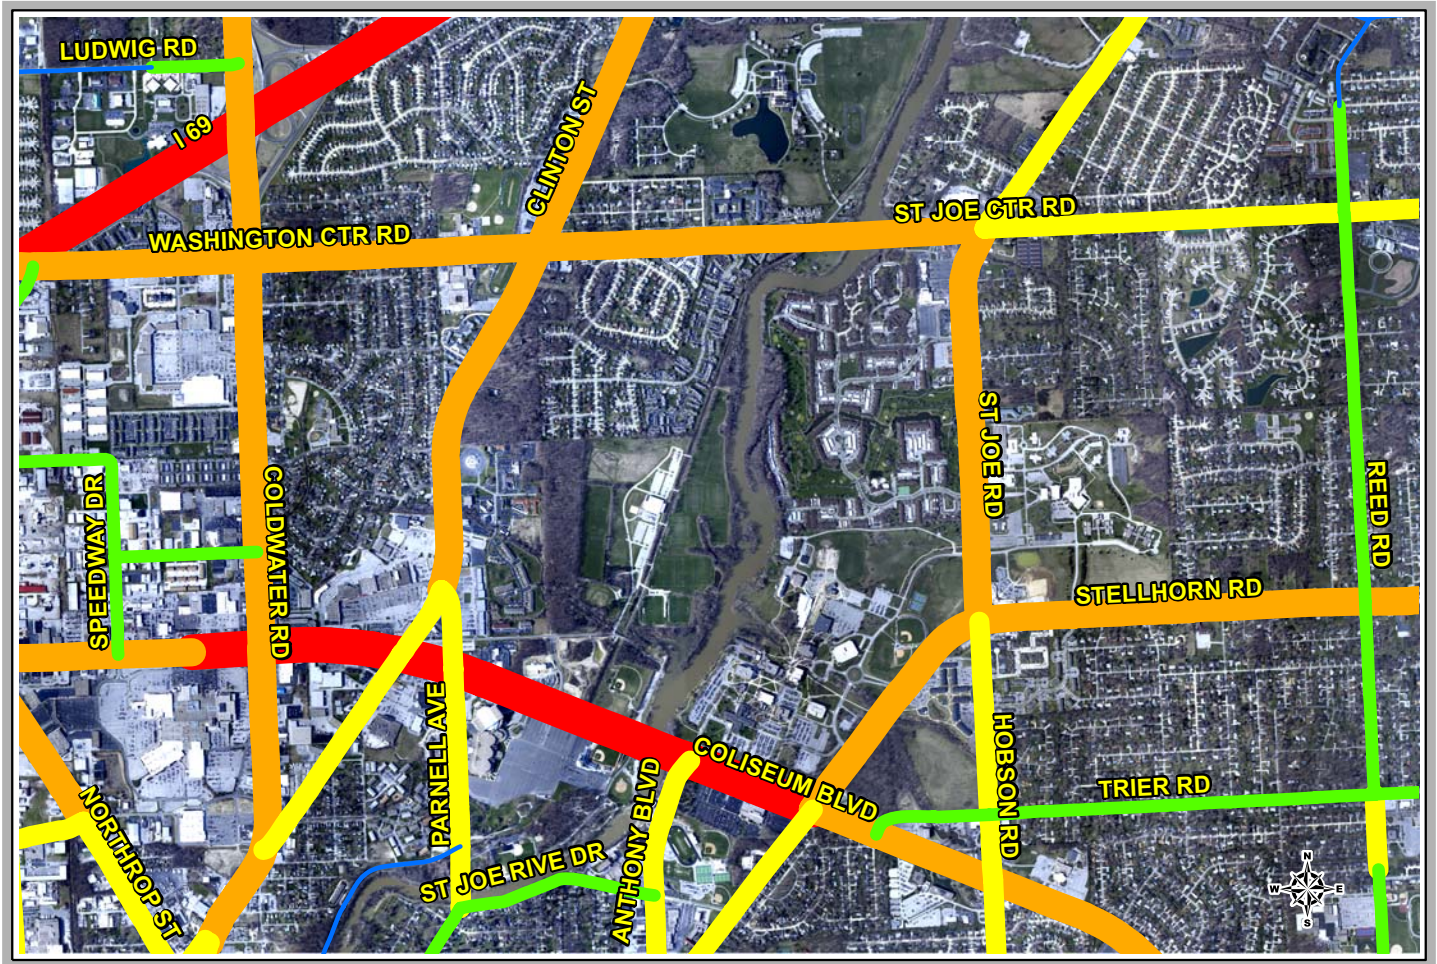 LUDWIG RD
I 69
CLINTON ST
WASHINGTON CTR RD
ST JOE CTR RD
COLDWATER RD
SPEEDWAY DR
ST JOE RD
REED RD
STELLHORN RD
PARNELL AVE
COLISEUM BLVD
HOBSON RD
TRIER RD
NORTHROP ST
ANTHONY BLVD
ST JOE RIVE DR
N
W E
S